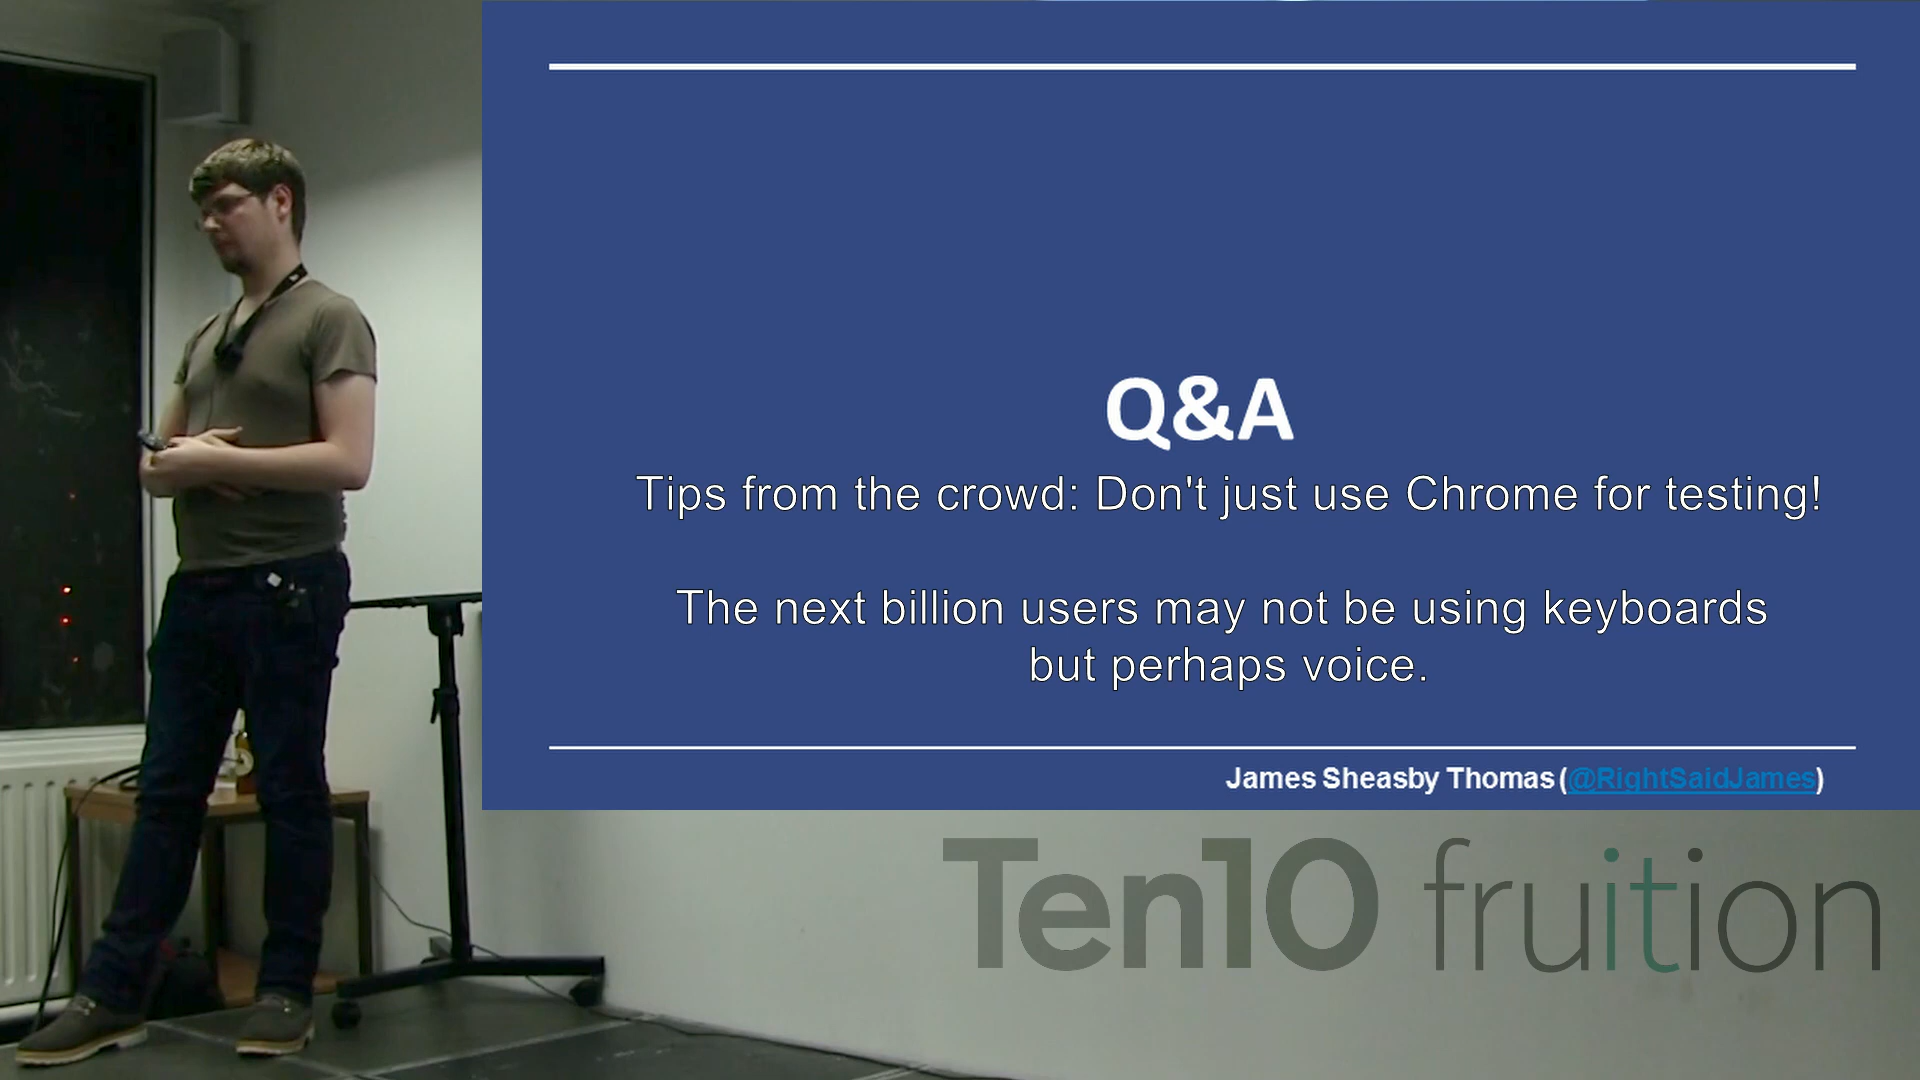 Q&A
Tips from the crowd: Don't just use Chrome for testing!
The next billion users may not be using keyboards
but perhaps voice.
James Sheasby Thomas (@RightSaidJames)
Ten10 fruition